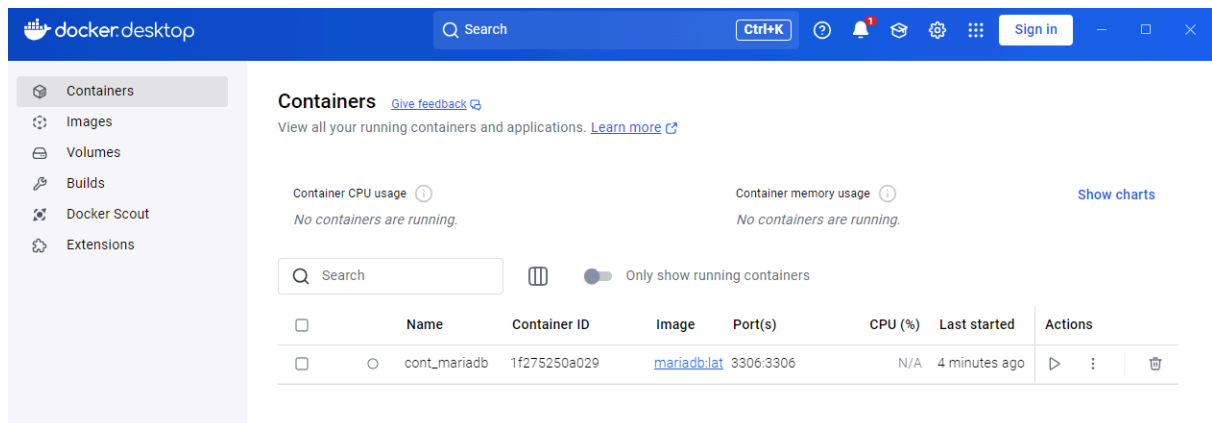 docker.desktop Search Ctrl+K 1 Sign in
Containers
Images
Volumes
Builds
Docker Scout
Extensions
Containers Give feedback
View all your running containers and applications. Learn more
Container CPU usage Container memory usage Show charts
No containers are running. No containers are running.
Search Only show running containers
Name Container ID Image Port(s) CPU (%) Last started Actions
cont_mariadb 1f275250a029 mariadb:lat 3306:3306 N/A 4 minutes ago